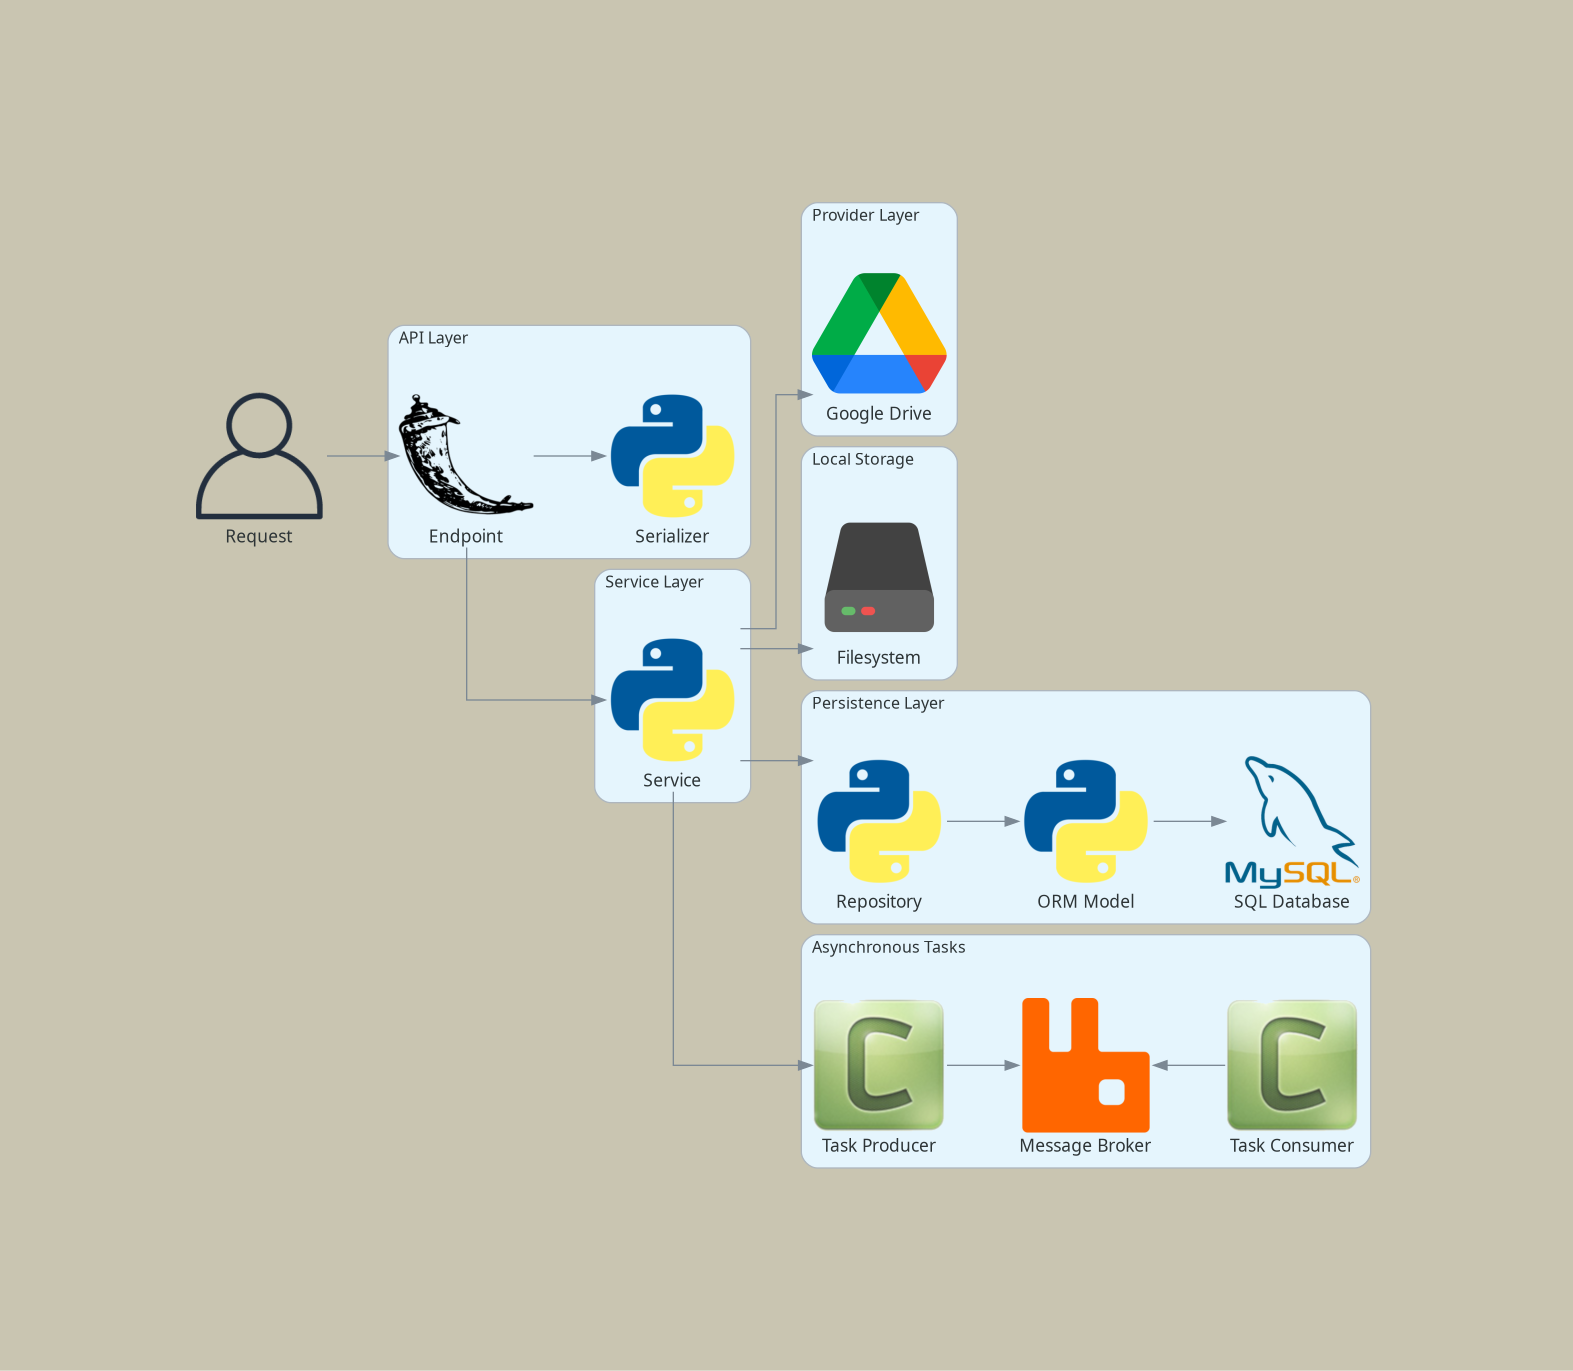 Provider Layer
Google Drive
API Layer
Request
Endpoint
Serializer
Local Storage
Filesystem
Service Layer
Service
Persistence Layer
Repository
ORM Model
MySQL®
SQL Database
Asynchronous Tasks
C
C
Task Producer
Message Broker
Task Consumer